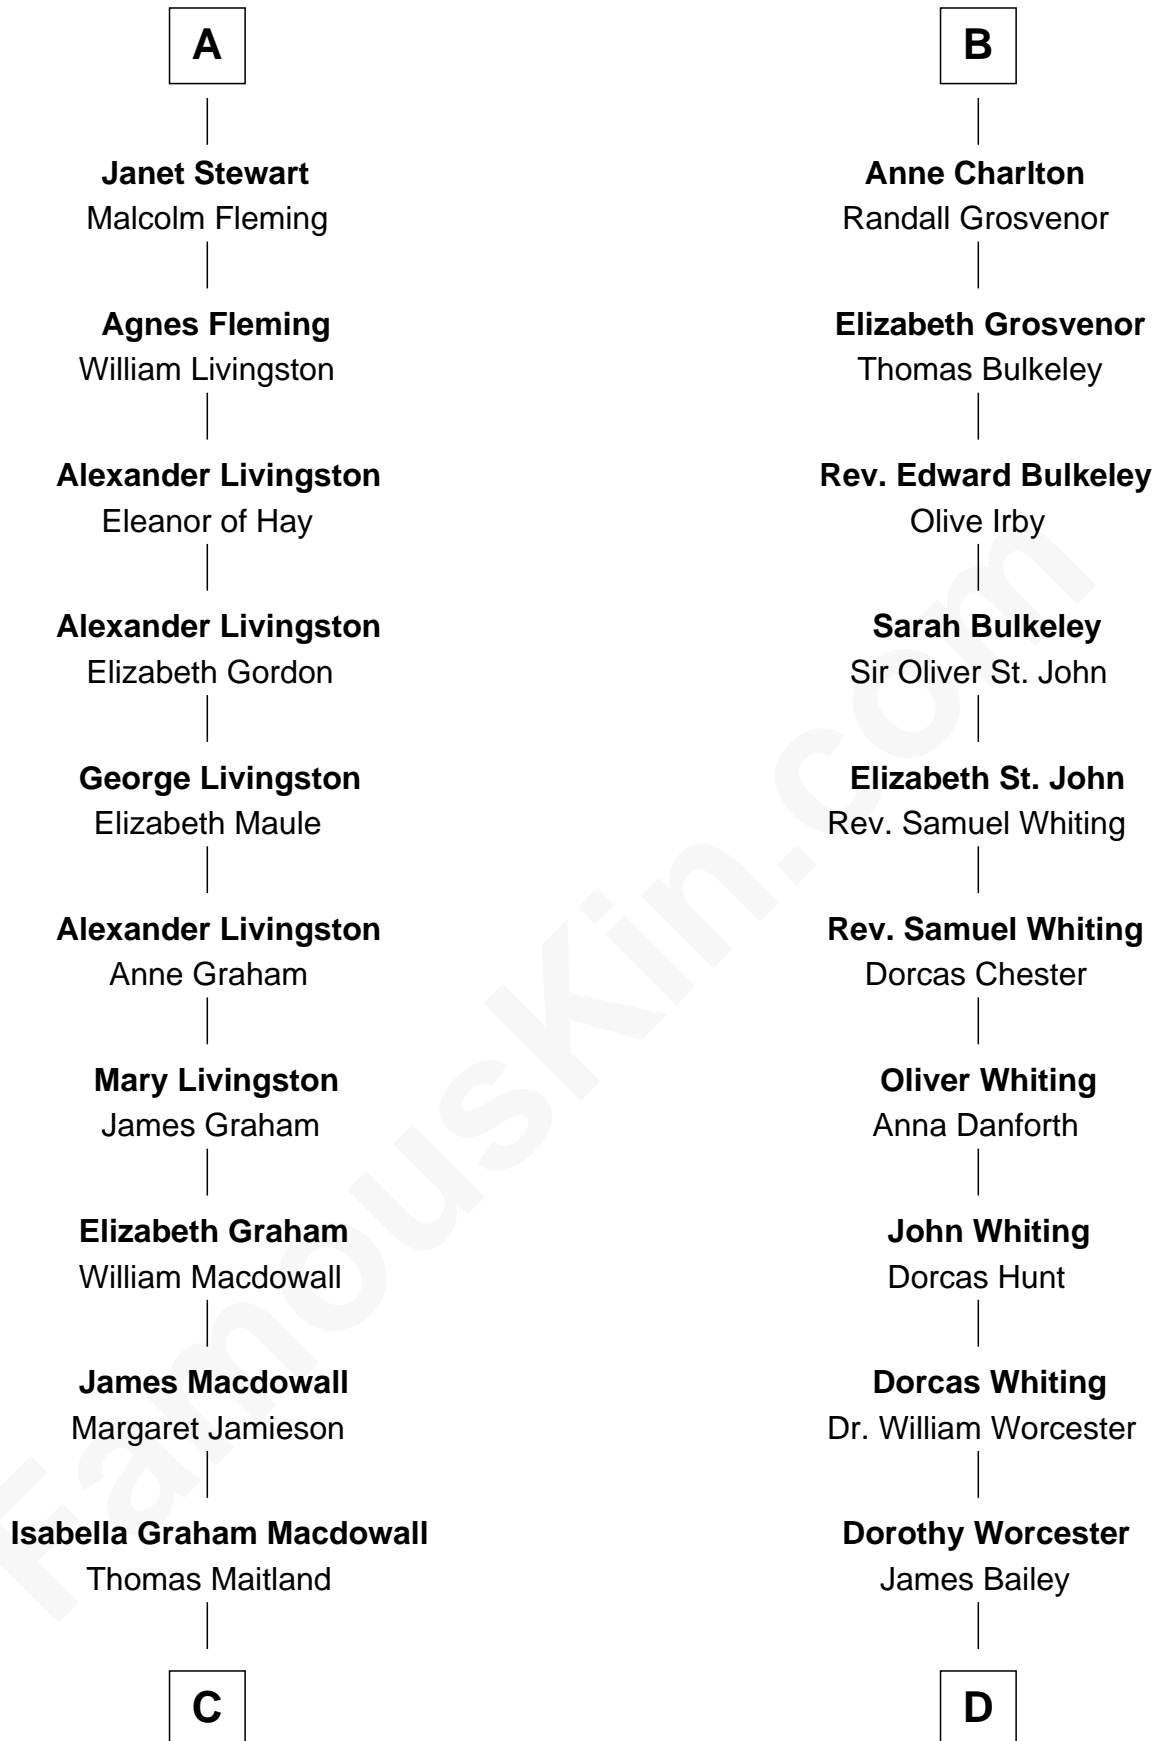 A
Janet Stewart
Malcolm Fleming
Agnes Fleming
William Livingston
Alexander Livingston
Eleanor of Hay
Alexander Livingston
Elizabeth Gordon
George Livingston
Elizabeth Maule
Alexander Livingston
Anne Graham
Mary Livingston
James Graham
Elizabeth Graham
William Macdowall
James Macdowall
Margaret Jamieson
Isabella Graham Macdowall
Thomas Maitland
C
B
Anne Charlton
Randall Grosvenor
Elizabeth Grosvenor
Thomas Bulkeley
Rev. Edward Bulkeley
Olive Irby
Sarah Bulkeley
Sir Oliver St. John
Elizabeth St. John
Rev. Samuel Whiting
Rev. Samuel Whiting
Dorcas Chester
Oliver Whiting
Anna Danforth
John Whiting
Dorcas Hunt
Dorcas Whiting
Dr. William Worcester
Dorothy Worcester
James Bailey
D
FamousKin.com